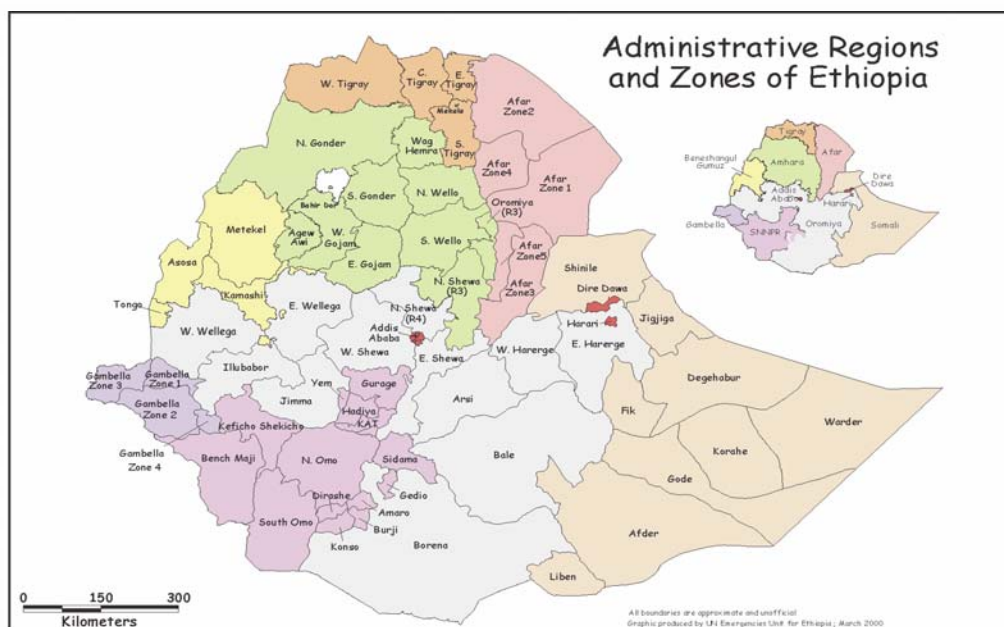 Administrative Regions
and Zones of Ethiopia
W. Tigray
C.
Tigray
E.
Tigray
Mekele
S.
Tigray
Afar
Zone2
N. Gonder
Wag
Hemra
Afar
Zone4
Afar
Zone 1
Bahir Dar
S. Gonder
N. Wello
Oromiya
(R3)
Metekel
Agew
Awi
W.
Gojam
S. Wello
Afar
Zone5
Asosa
E. Gojam
N. Shewa
(R3)
Afar
Zone3
Shinile
Dire Dawa
Tongo
Kamashi
E. Wellega
N. Shewa
(R4)
Jigjiga
W. Wellega
Addis
Ababa
Harari
W. Shewa
E. Shewa
W. Harerge
E. Harerge
Gambella
Zone 3
Gambella
Zone 1
Illubabor
Yem
Gurage
Degehabur
Gambella
Zone 2
Jimma
Hadiya
KAT
Arsi
Fik
Warder
Keficho Shekicho
Gambella
Zone 4
Bench Maji
N. Omo
Sidama
Bale
Korahe
Gode
Dirashe
Gedio
South Omo
Amaro
Burji
Konso
Borena
Afder
Liben
Tigray
Beneshangul
Gumuz
Amhara
Afar
Dire
Dawa
Addis
Ababa
Harari
Gambella
SNNPR
Oromiya
Somali
0 150 300
Kilometers
All boundaries are approximate and unofficial
Graphic produced by UN Emergencies Unit for Ethiopia; March 2000